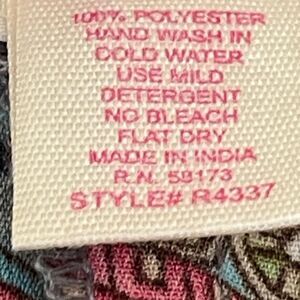 100% POLYESTER
HAND WASH IN
COLD WATER
USE MILD
DETERGENT
NO BLEACH
FLAT DRY
MADE IN INDIA
R.N. 58173
STYLE# R4337